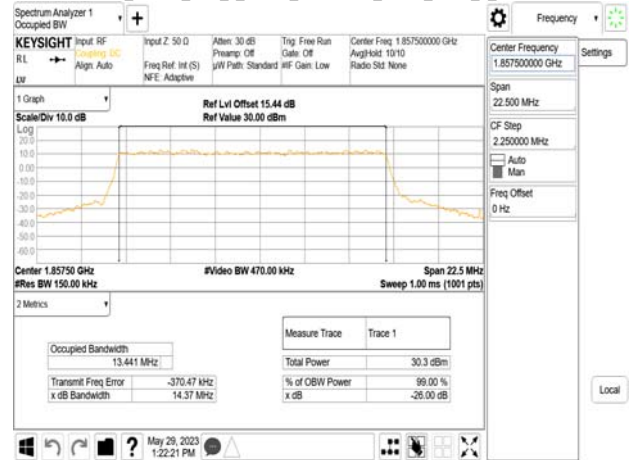 Spectrum Analyzer 1
Occupied BW
Frequency
KEYSIGHT
Input: RF
Coupling: DC
Align: Auto
Input Z: 50 Ω
Freq Ref: Int (S)
NFE: Adaptive
Atten: 30 dB
Preamp: Off
µW Path: Standard
Trig: Free Run
Gate: Off
#IF Gain: Low
Center Freq: 1.857500000 GHz
Avg|Hold: 10/10
Radio Std: None
RL
LXI
Center Frequency
1.857500000 GHz
Settings
Span
22.500 MHz
CF Step
2.250000 MHz
Auto
Man
Freq Offset
0 Hz
Local
1 Graph
Scale/Div 10.0 dB
Ref Lvl Offset 15.44 dB
Ref Value 30.00 dBm
Log
20.0
10.0
0.00
-10.0
-20.0
-30.0
-40.0
-50.0
-60.0
Center 1.85750 GHz
#Video BW 470.00 kHz
Span 22.5 MHz
#Res BW 150.00 kHz
Sweep 1.00 ms (1001 pts)
2 Metrics
Measure Trace
Trace 1
Occupied Bandwidth
13.441 MHz
Total Power
30.3 dBm
Transmit Freq Error
-370.47 kHz
% of OBW Power
99.00 %
x dB Bandwidth
14.37 MHz
x dB
-26.00 dB
May 29, 2023
1:22:21 PM